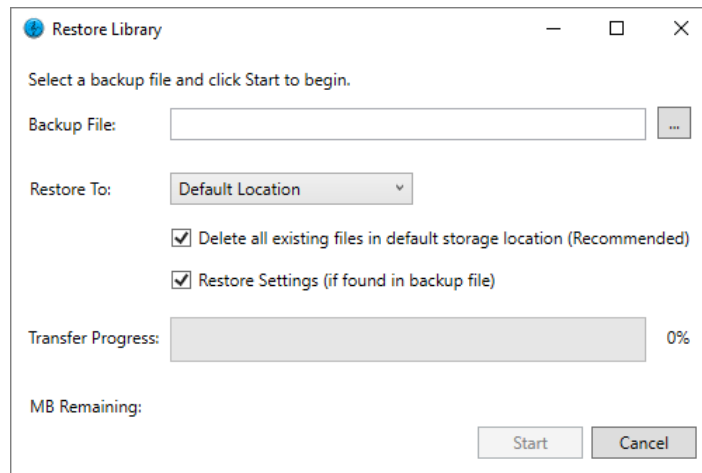 Restore Library
Select a backup file and click Start to begin.
Backup File: ...
Restore To: Default Location
Delete all existing files in default storage location (Recommended)
Restore Settings (if found in backup file)
Transfer Progress: 0%
MB Remaining:
Start Cancel